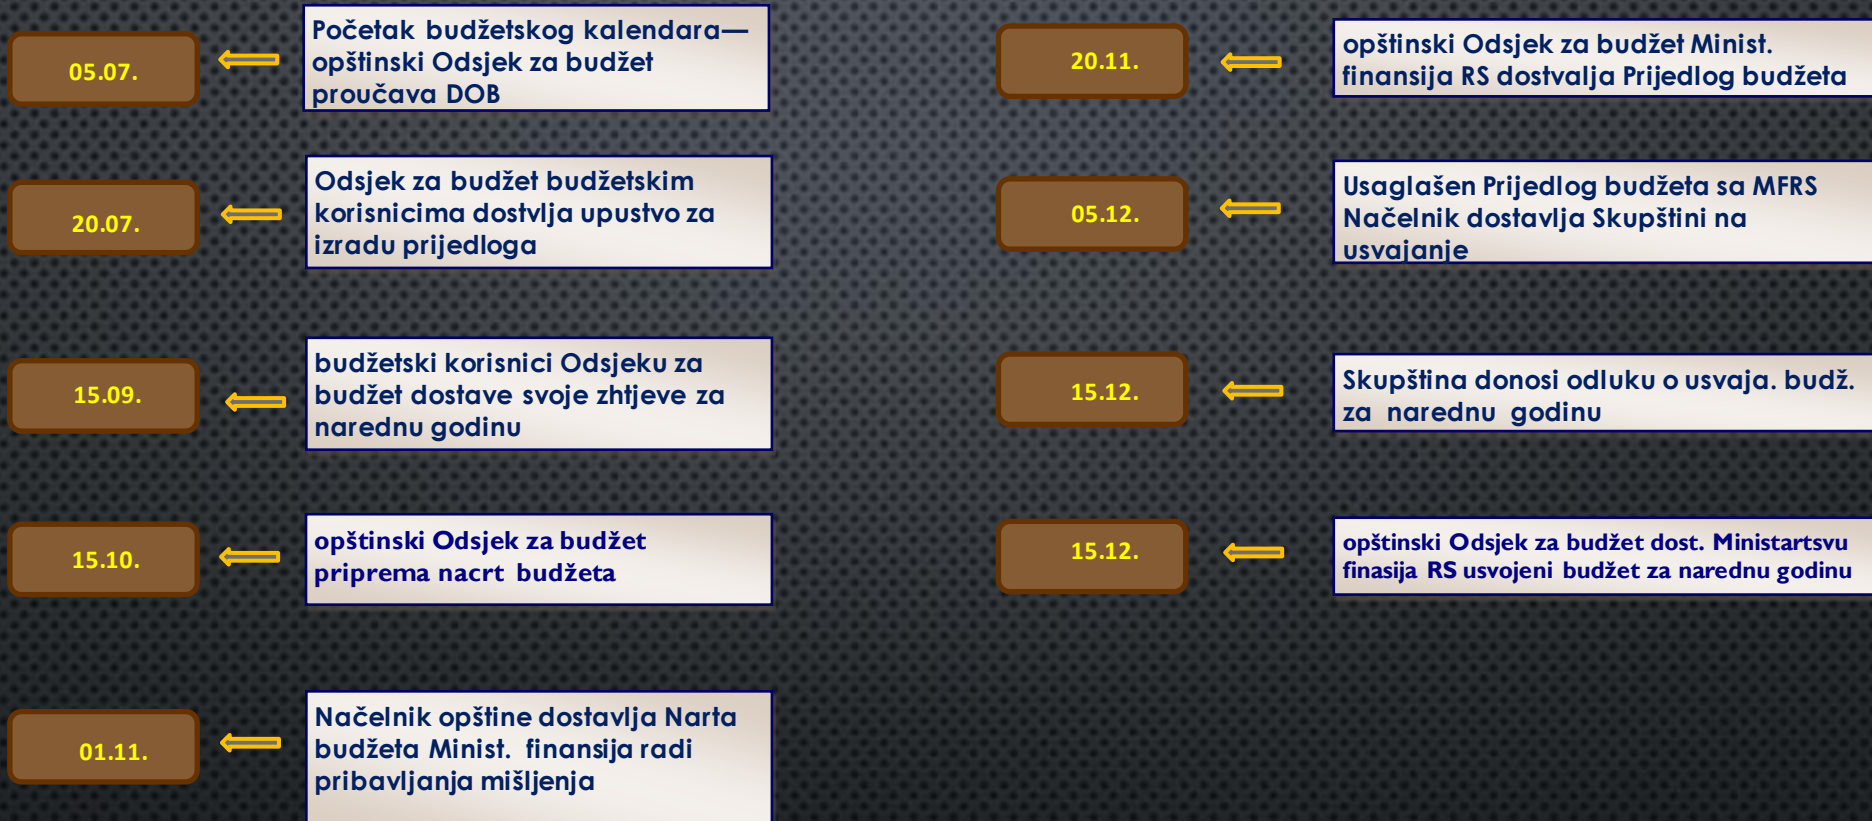 05.07.
Početak budžetskog kalendara—
opštinski Odsjek za budžet
proučava DOB
20.07.
Odsjek za budžet budžetskim
korisnicima dostvlja upustvo za
izradu prijedloga
15.09.
budžetski korisnici Odsjeku za
budžet dostave svoje zhtjeve za
narednu godinu
15.10.
opštinski Odsjek za budžet
priprema nacrt budžeta
01.11.
Načelnik opštine dostavlja Narta
budžeta Minist. finansija radi
pribavljanja mišljenja
20.11.
opštinski Odsjek za budžet Minist.
finansija RS dostvalja Prijedlog budžeta
05.12.
Usaglašen Prijedlog budžeta sa MFRS
Načelnik dostavlja Skupštini na
usvajanje
15.12.
Skupština donosi odluku o usvaja. budž.
za narednu godinu
15.12.
opštinski Odsjek za budžet dost. Ministartsvu
finasija RS usvojeni budžet za narednu godinu